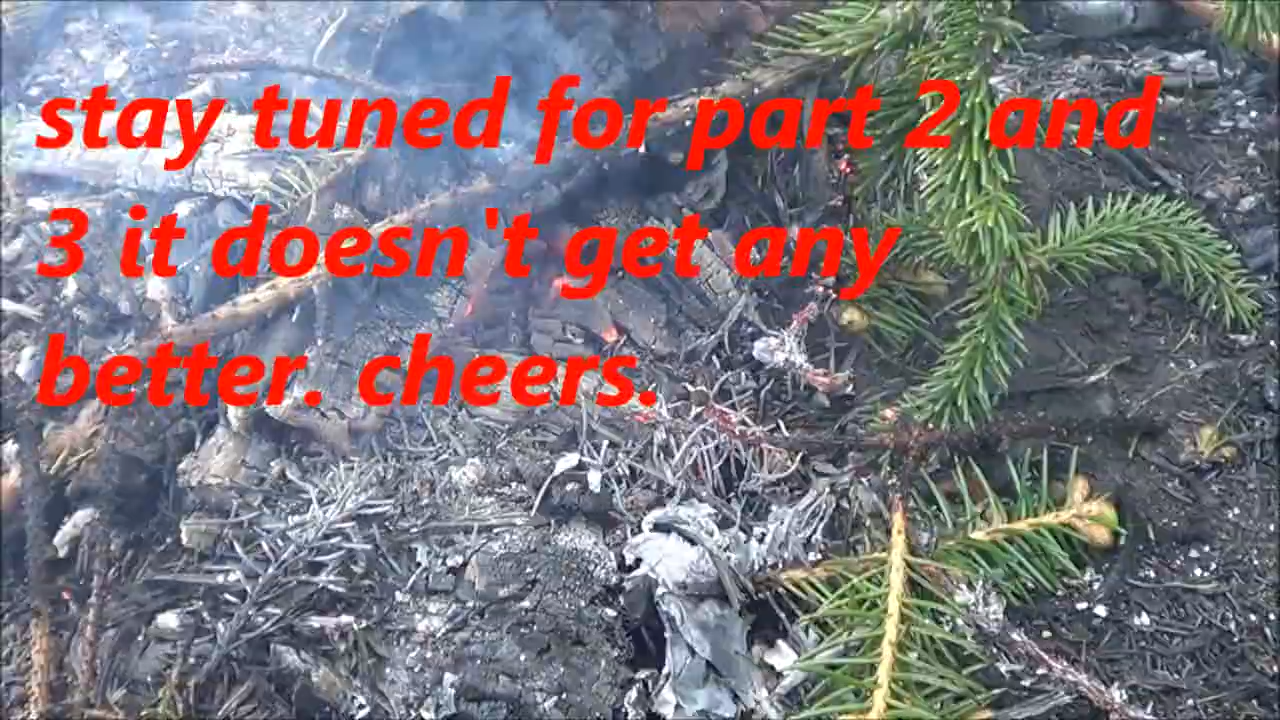 stay tuned for part 2 and
3 it doesn't get any
better. cheers.